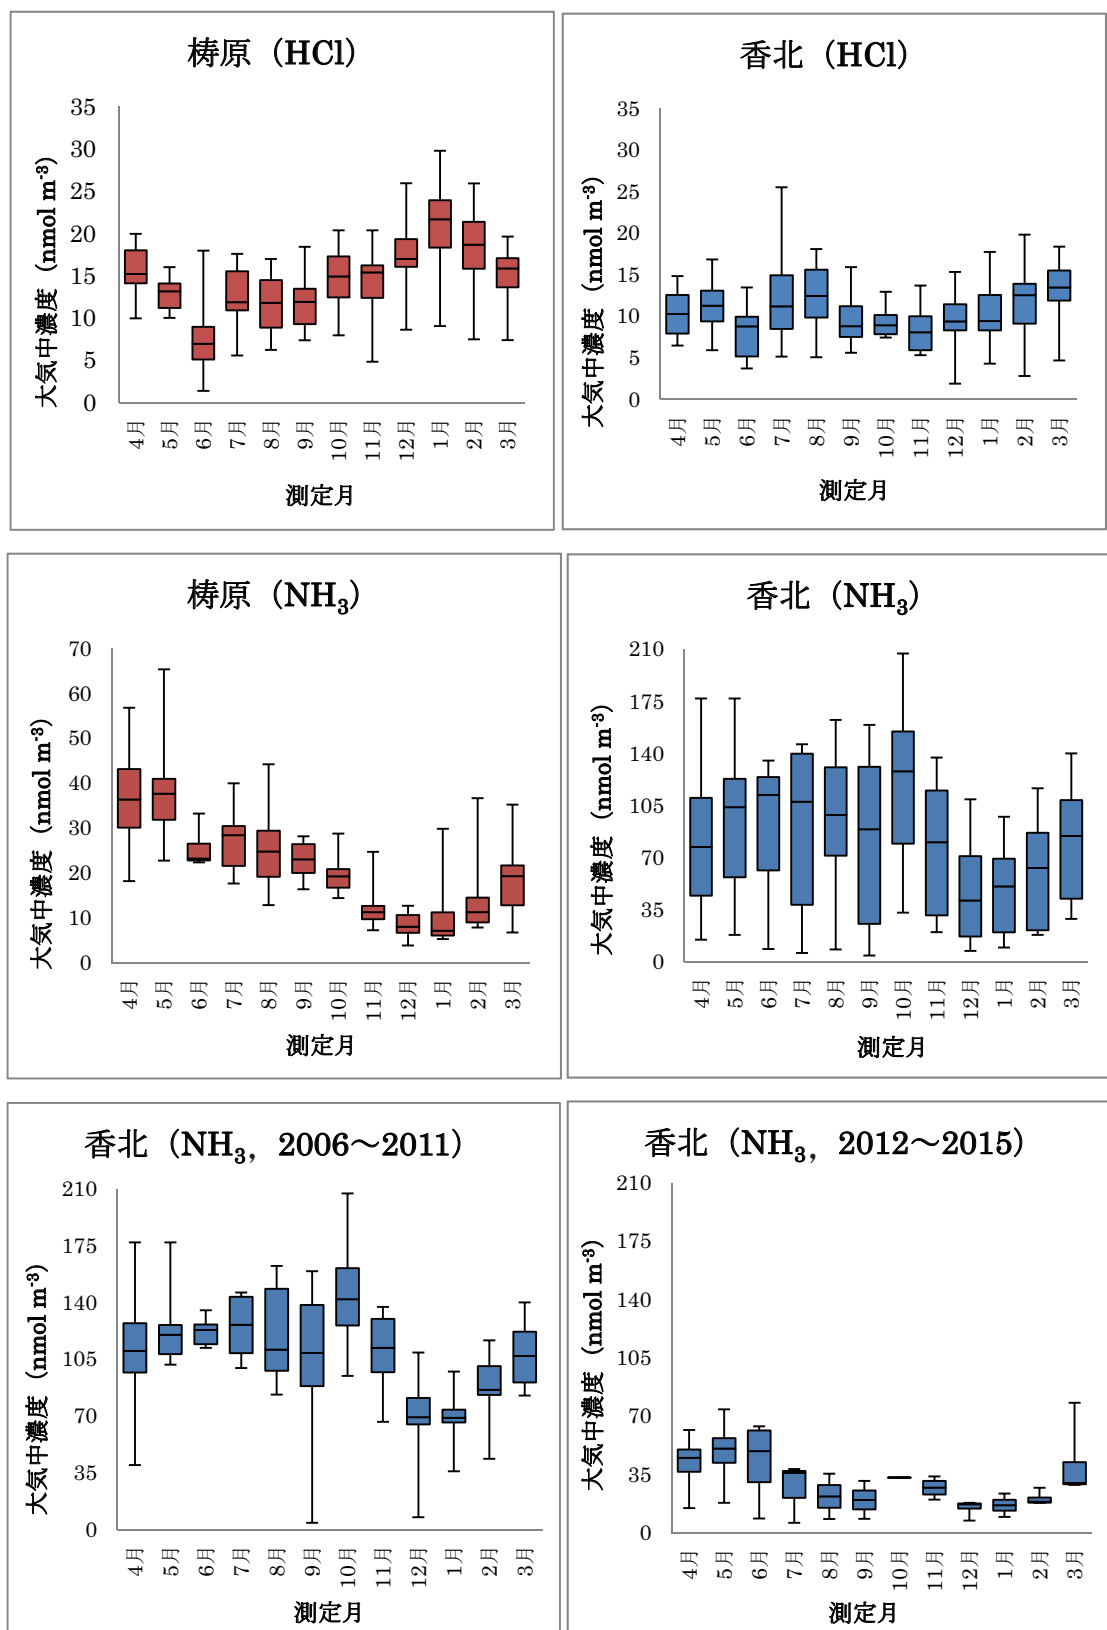 梼原（HCl）
35
30
25
20
15
10
5
0
大気中濃度（nmol m⁻³）
4月
5月
6月
7月
8月
9月
10月
11月
12月
1月
2月
3月
測定月
香北（HCl）
35
30
25
20
15
10
5
0
大気中濃度（nmol m⁻³）
4月
5月
6月
7月
8月
9月
10月
11月
12月
1月
2月
3月
測定月
梼原（NH₃）
70
60
50
40
30
20
10
0
大気中濃度（nmol m⁻³）
4月
5月
6月
7月
8月
9月
10月
11月
12月
1月
2月
3月
測定月
香北（NH₃）
210
175
140
105
70
35
0
大気中濃度（nmol m⁻³）
4月
5月
6月
7月
8月
9月
10月
11月
12月
1月
2月
3月
測定月
香北（NH₃，2006～2011）
210
175
140
105
70
35
0
大気中濃度（nmol m⁻³）
4月
5月
6月
7月
8月
9月
10月
11月
12月
1月
2月
3月
測定月
香北（NH₃，2012～2015）
210
175
140
105
70
35
0
大気中濃度（nmol m⁻³）
4月
5月
6月
7月
8月
9月
10月
11月
12月
1月
2月
3月
測定月